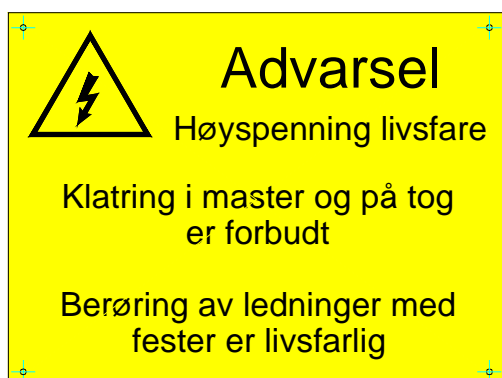 Advarsel
Høyspenning livsfare
Klatring i master og på tog
er forbudt
Berøring av ledninger med
fester er livsfarlig